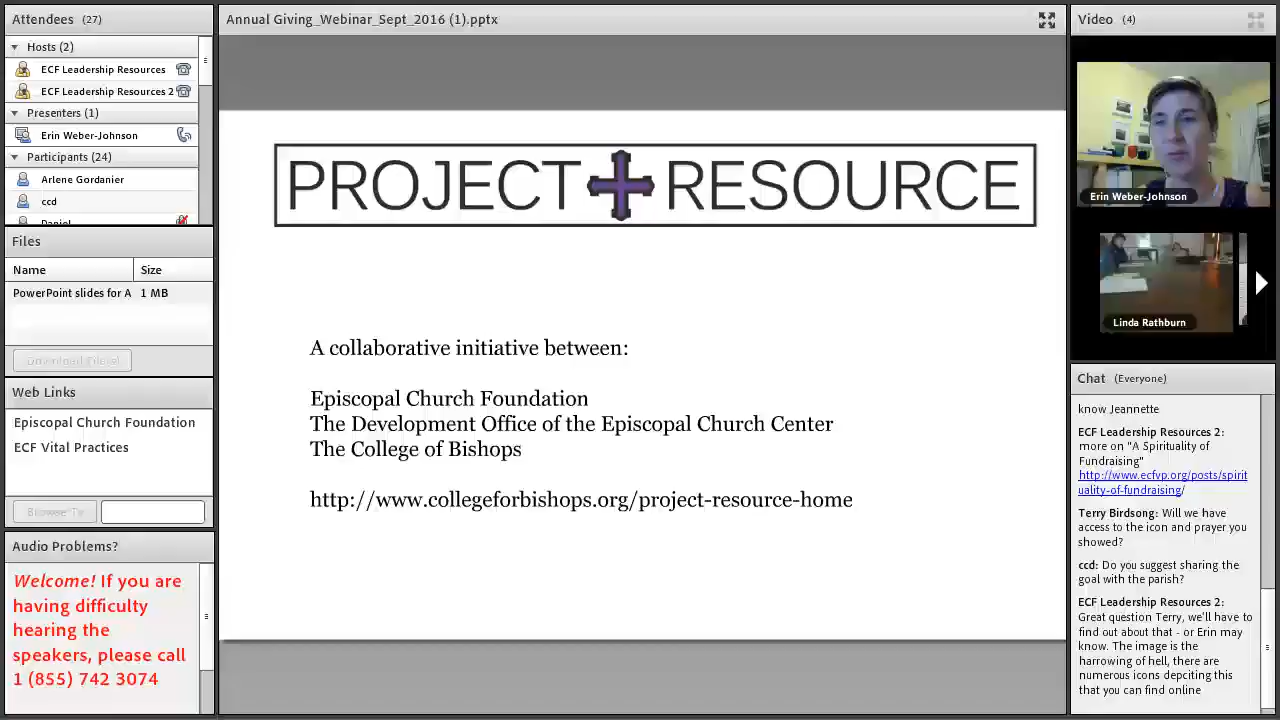 Attendees (27)
Hosts (2)
ECF Leadership Resources
ECF Leadership Resources 2
Presenters (1)
Erin Weber-Johnson
Participants (24)
Arlene Gordanier
ccd
Daniel
Files
Name Size
PowerPoint slides for A 1 MB
Download File(s)
Web Links
Episcopal Church Foundation
ECF Vital Practices
Browse To
Audio Problems?
Welcome! If you are
having difficulty
hearing the
speakers, please call
1 (855) 742 3074
Annual Giving_Webinar_Sept_2016 (1).pptx
PROJECT RESOURCE
A collaborative initiative between:
Episcopal Church Foundation
The Development Office of the Episcopal Church Center
The College of Bishops
http://www.collegeforbishops.org/project-resource-home
Video (4)
Erin Weber-Johnson
Linda Rathburn
Chat (Everyone)
know Jeannette
ECF Leadership Resources 2:
more on "A Spirituality of
Fundraising"
http://www.ecfvp.org/posts/spirit
uality-of-fundraising/
Terry Birdsong: Will we have
access to the icon and prayer you
showed?
ccd: Do you suggest sharing the
goal with the parish?
ECF Leadership Resources 2:
Great question Terry, we'll have to
find out about that - or Erin may
know. The image is the
harrowing of hell, there are
numerous icons depciting this
that you can find online